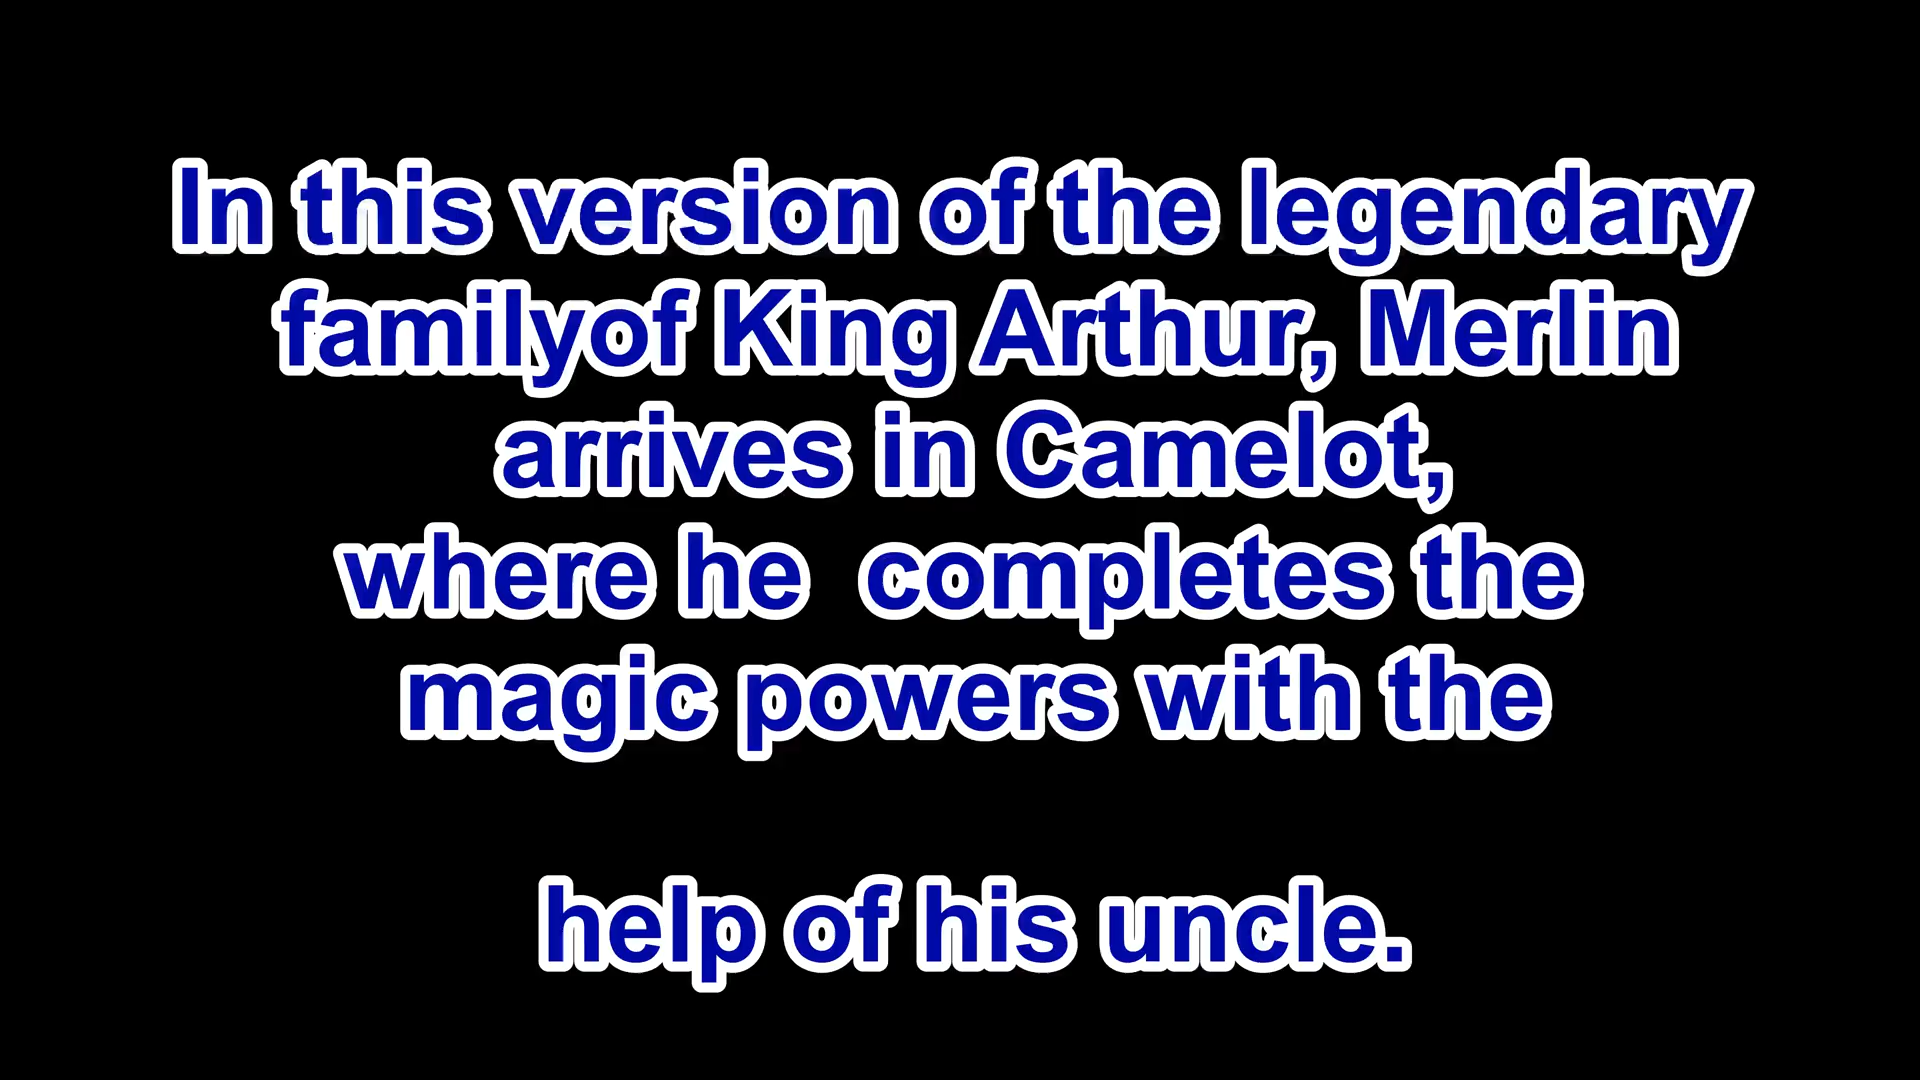 In this version of the legendary
familyof King Arthur, Merlin
arrives in Camelot,
where he  completes the
magic powers with the
help of his uncle.